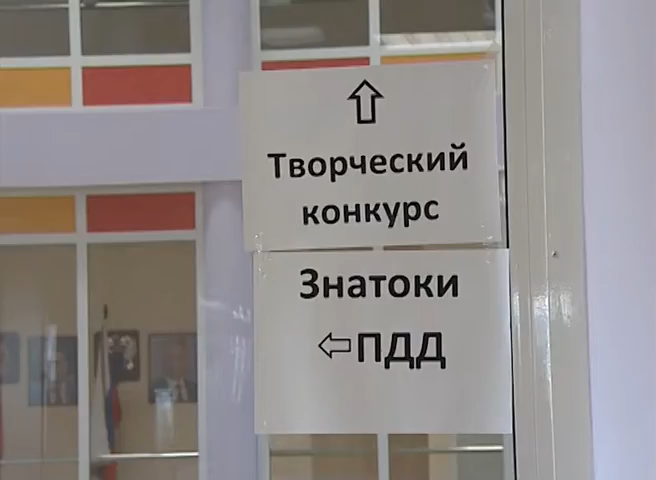 Творческий
конкурс
Знатоки
ПДД